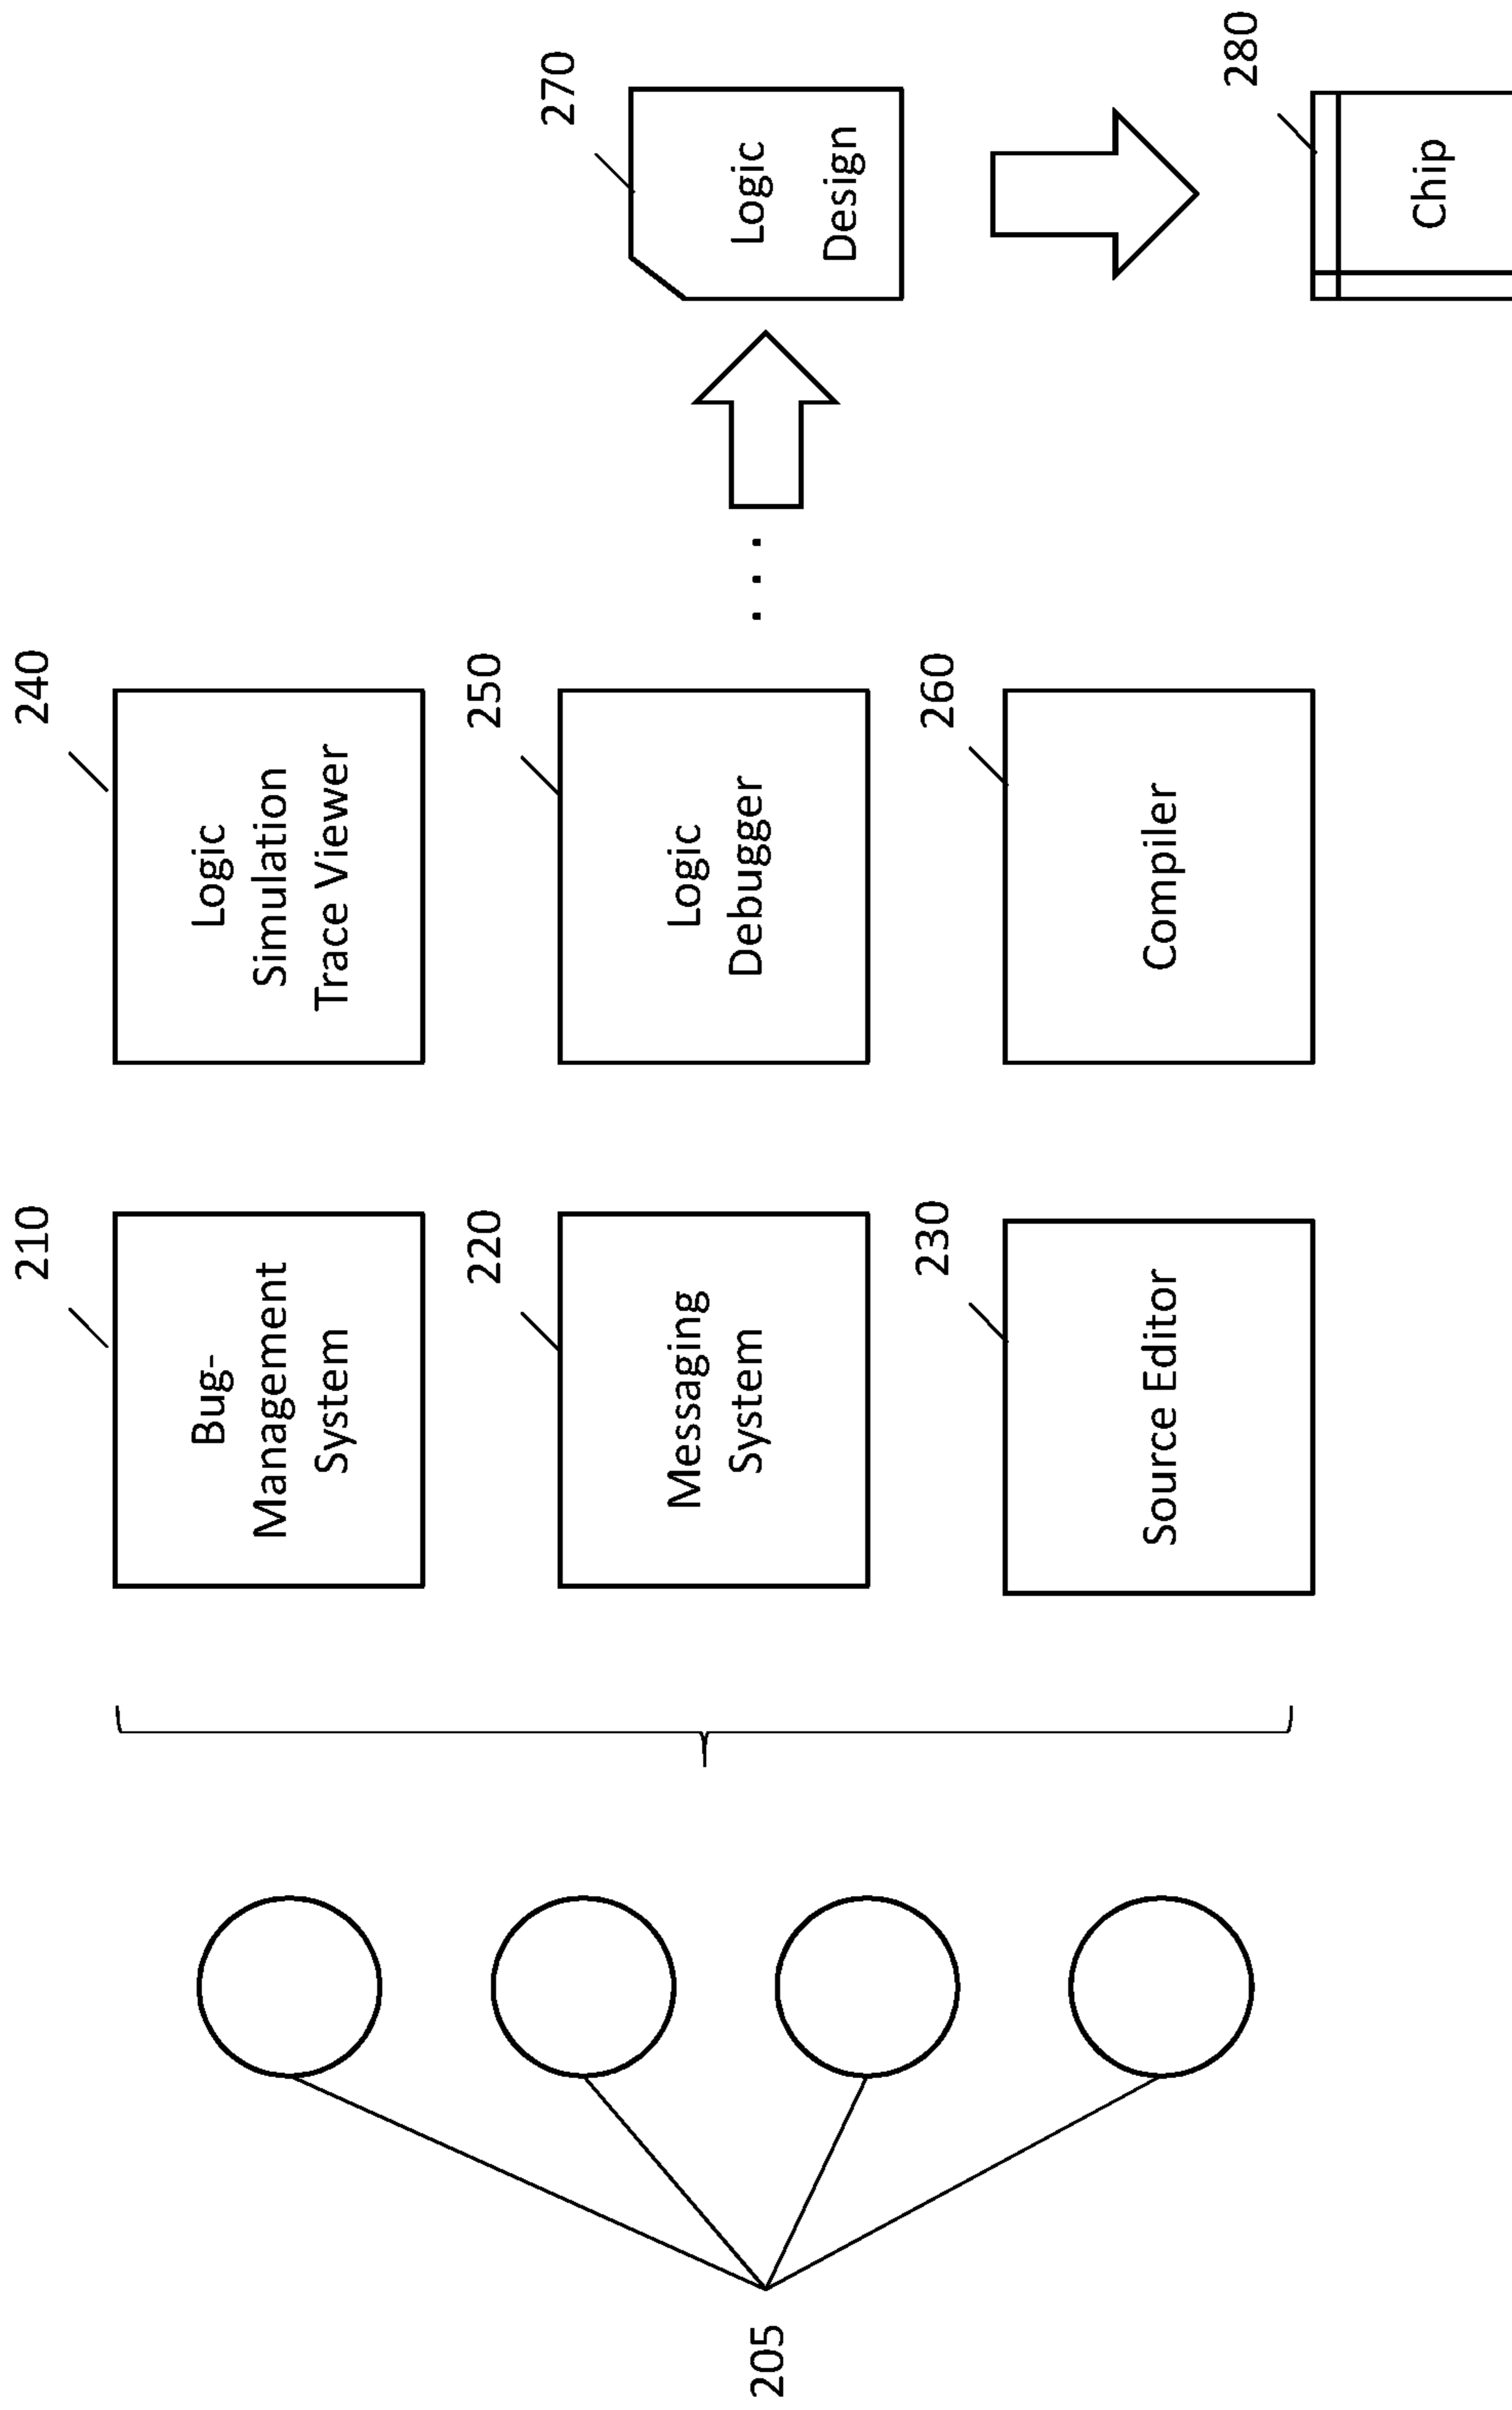 210
Bug-
Management
System
240
Logic
Simulation
Trace Viewer
220
Messaging
System
250
Logic
Debugger
. . .
270
Logic
Design
205
230
Source Editor
260
Compiler
280
Chip